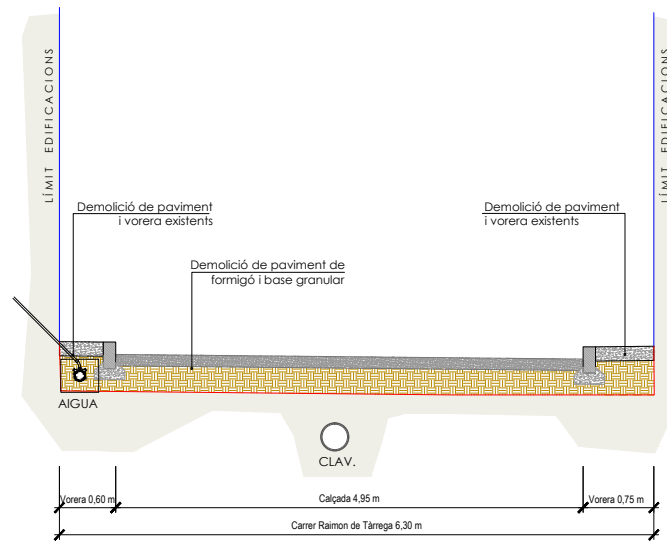 LÍMIT EDIFICACIONS
LÍMIT EDIFICACIONS
Demolició de paviment
i vorera existents
Demolició de paviment
i vorera existents
Demolició de paviment de
formigó i base granular
AIGUA
CLAV.
Vorera 0,60 m
Calçada 4,95 m
Vorera 0,75 m
Carrer Raimon de Tàrrega 6,30 m